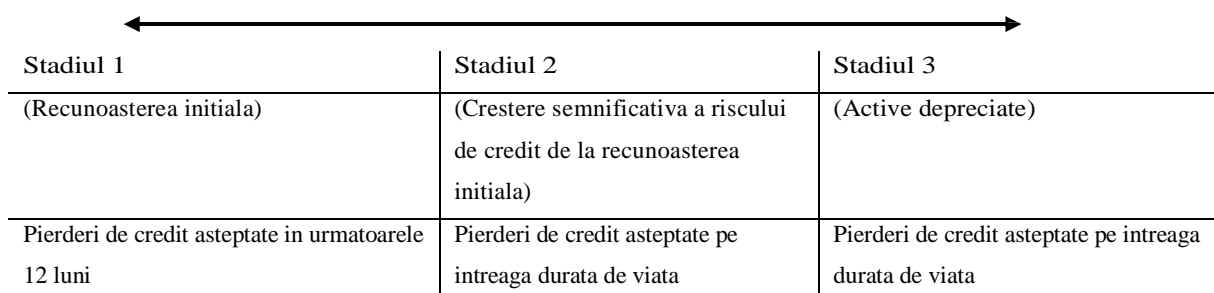 Stadiul 1
Stadiul 2
Stadiul 3
(Recunoasterea initiala)
(Crestere semnificativa a riscului
de credit de la recunoasterea
initiala)
(Active depreciate)
Pierderi de credit asteptate in urmatoarele
12 luni
Pierderi de credit asteptate pe
intreaga durata de viata
Pierderi de credit asteptate pe intreaga
durata de viata